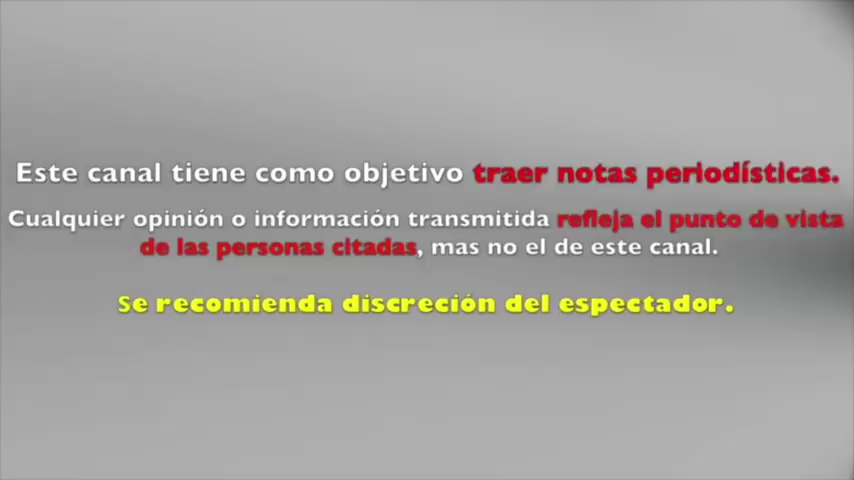 Este canal tiene como objetivo traer notas periodísticas.
Cualquier opinión o información transmitida refleja el punto de vista
de las personas citadas, mas no el de este canal.
Se recomienda discreción del espectador.